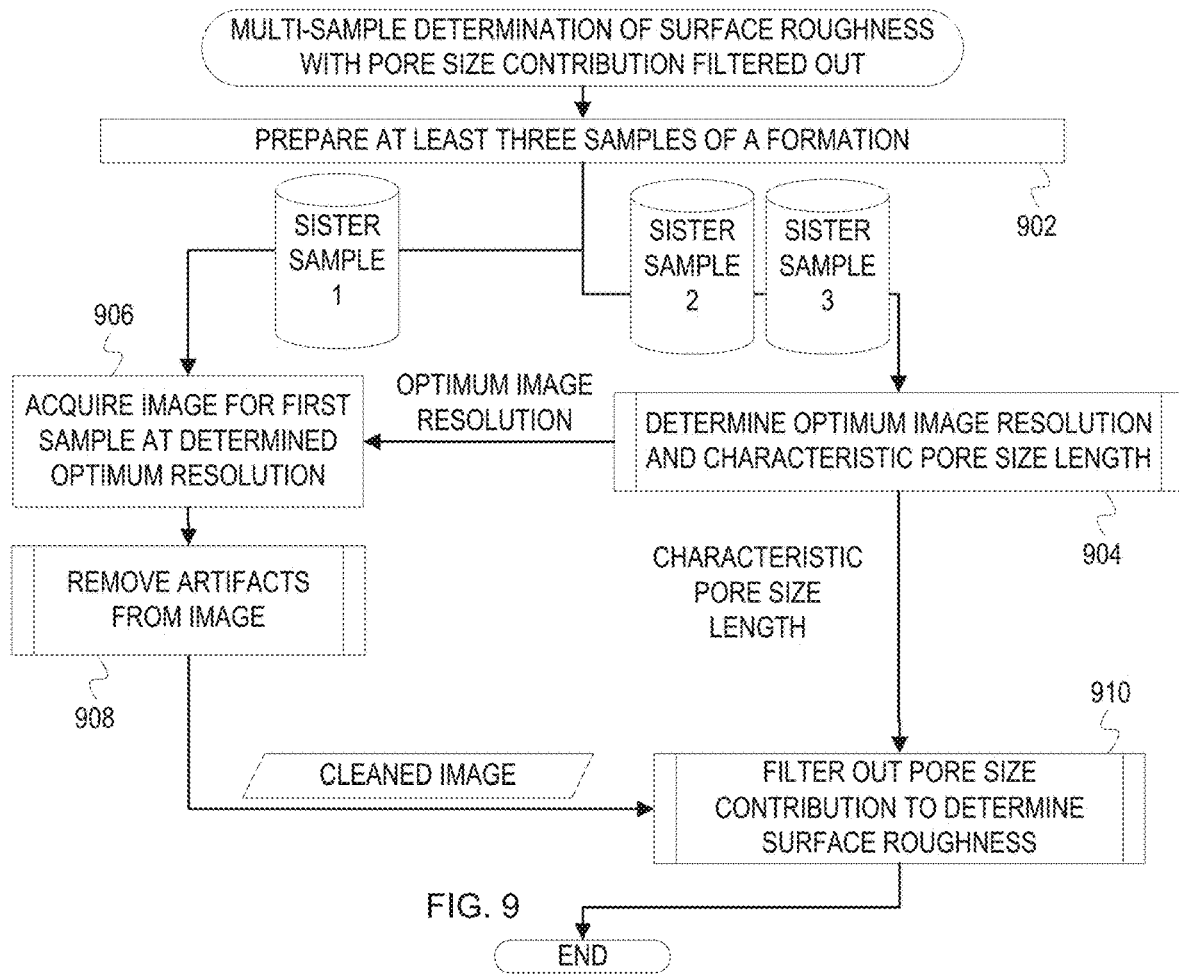 MULTI-SAMPLE DETERMINATION OF SURFACE ROUGHNESS
WITH PORE SIZE CONTRIBUTION FILTERED OUT
PREPARE AT LEAST THREE SAMPLES OF A FORMATION
902
SISTER
SAMPLE
1
SISTER
SAMPLE
2
SISTER
SAMPLE
3
906
ACQUIRE IMAGE FOR FIRST
SAMPLE AT DETERMINED
OPTIMUM RESOLUTION
OPTIMUM IMAGE
RESOLUTION
DETERMINE OPTIMUM IMAGE RESOLUTION
AND CHARACTERISTIC PORE SIZE LENGTH
904
REMOVE ARTIFACTS
FROM IMAGE
908
CHARACTERISTIC
PORE SIZE
LENGTH
910
CLEANED IMAGE
FILTER OUT PORE SIZE
CONTRIBUTION TO DETERMINE
SURFACE ROUGHNESS
FIG. 9
END